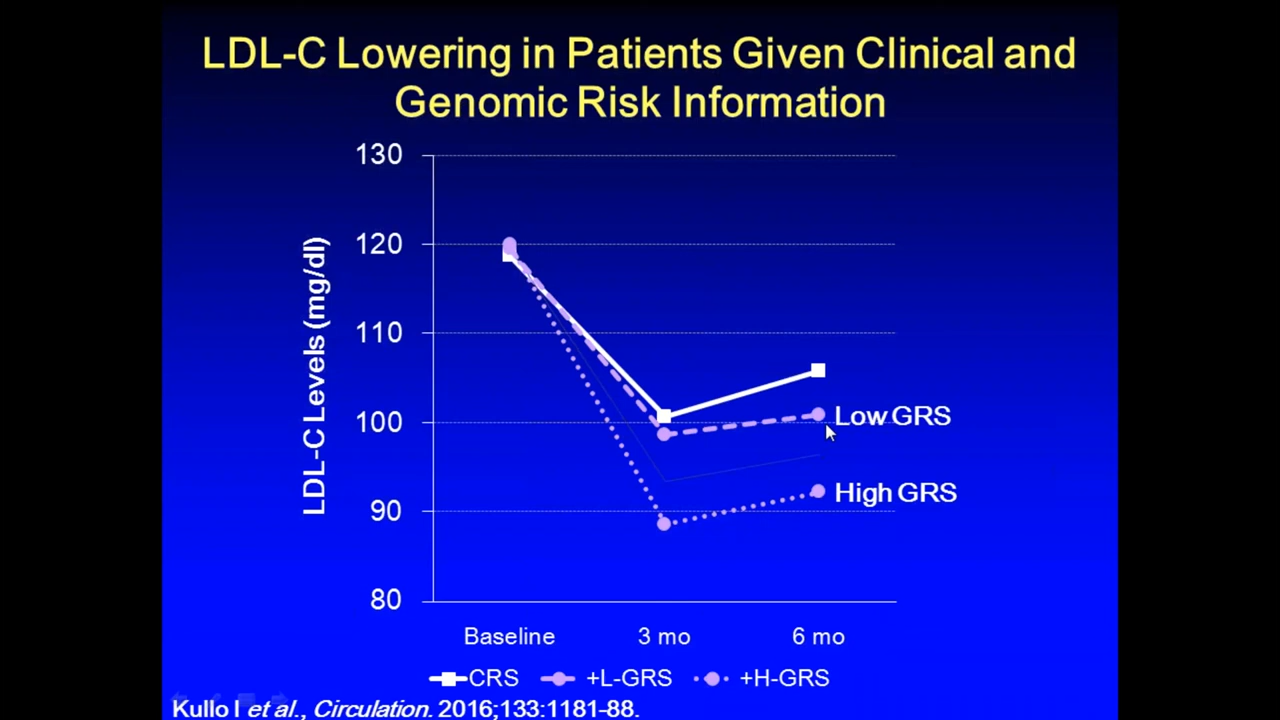 LDL-C Lowering in Patients Given Clinical and
Genomic Risk Information
LDL-C Levels (mg/dl)
130
120
110
100
90
80
Low GRS
High GRS
Baseline 3 mo 6 mo
CRS +L-GRS +H-GRS
Kullo I et al., Circulation. 2016;133:1181-88.